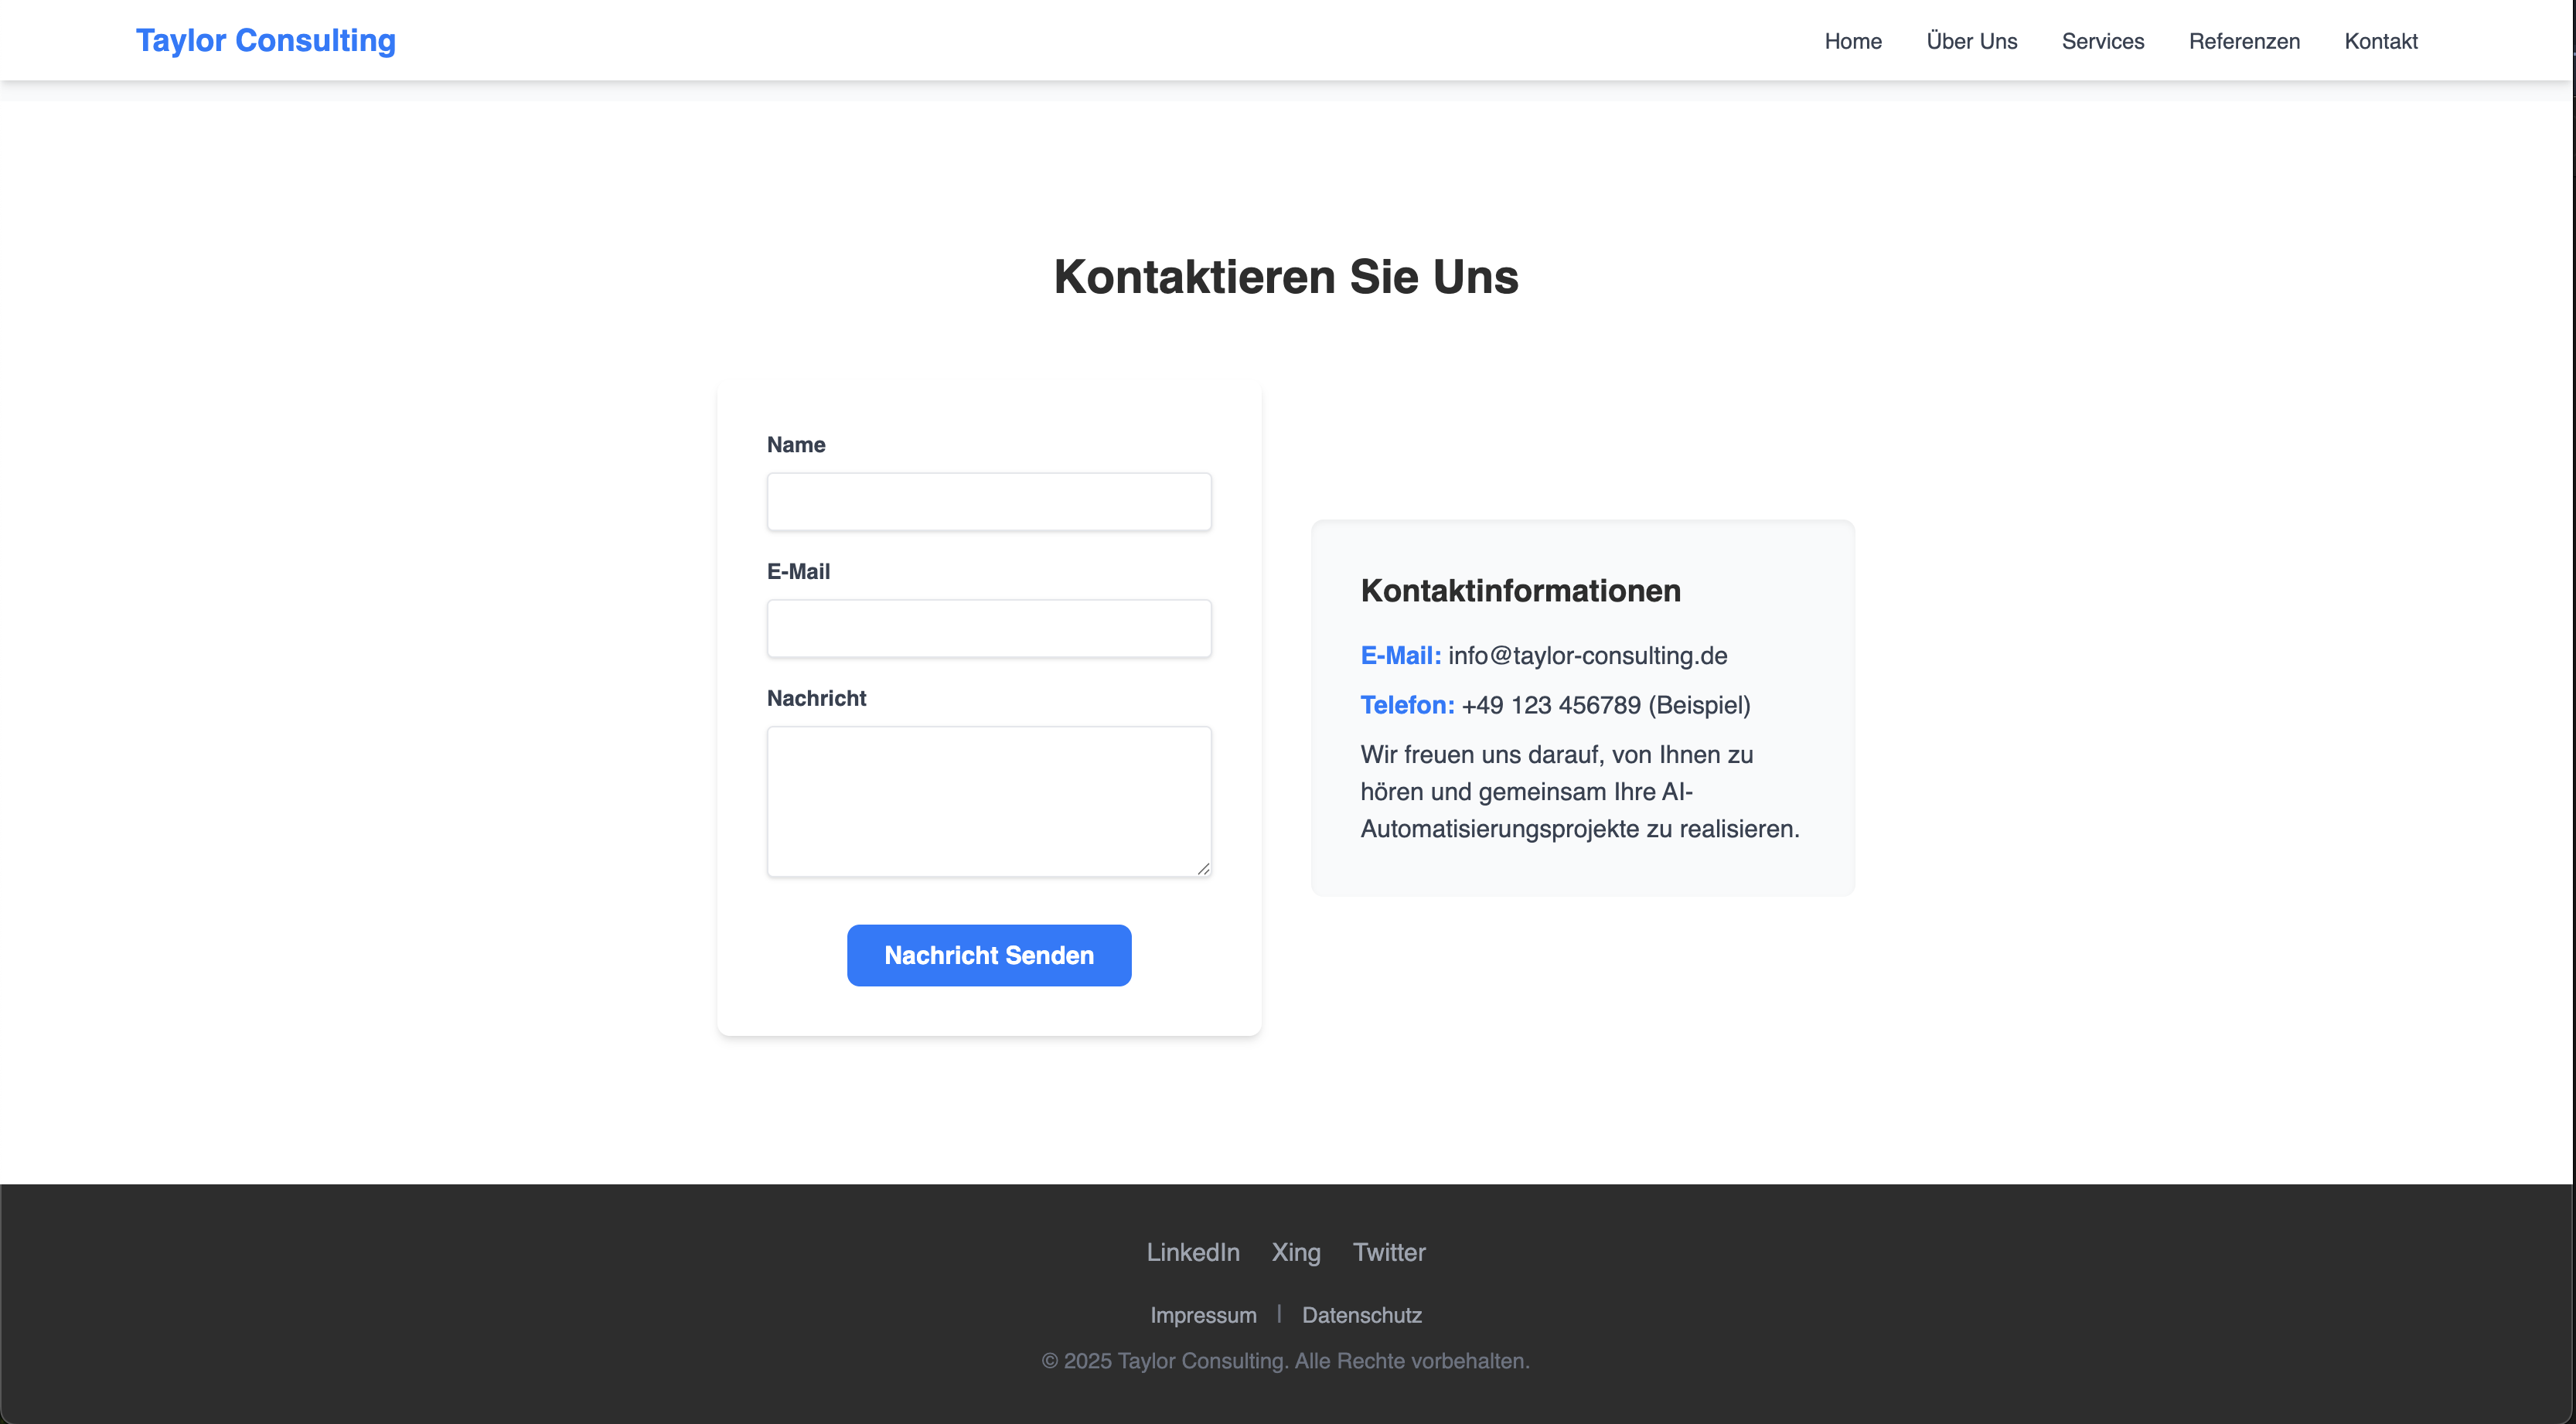 Taylor Consulting
Home Über Uns Services Referenzen Kontakt
Kontaktieren Sie Uns
Name
E-Mail
Nachricht
Nachricht Senden
Kontaktinformationen
E-Mail: info@taylor-consulting.de
Telefon: +49 123 456789 (Beispiel)
Wir freuen uns darauf, von Ihnen zu
hören und gemeinsam Ihre AI-
Automatisierungsprojekte zu realisieren.
LinkedIn Xing Twitter
Impressum | Datenschutz
© 2025 Taylor Consulting. Alle Rechte vorbehalten.